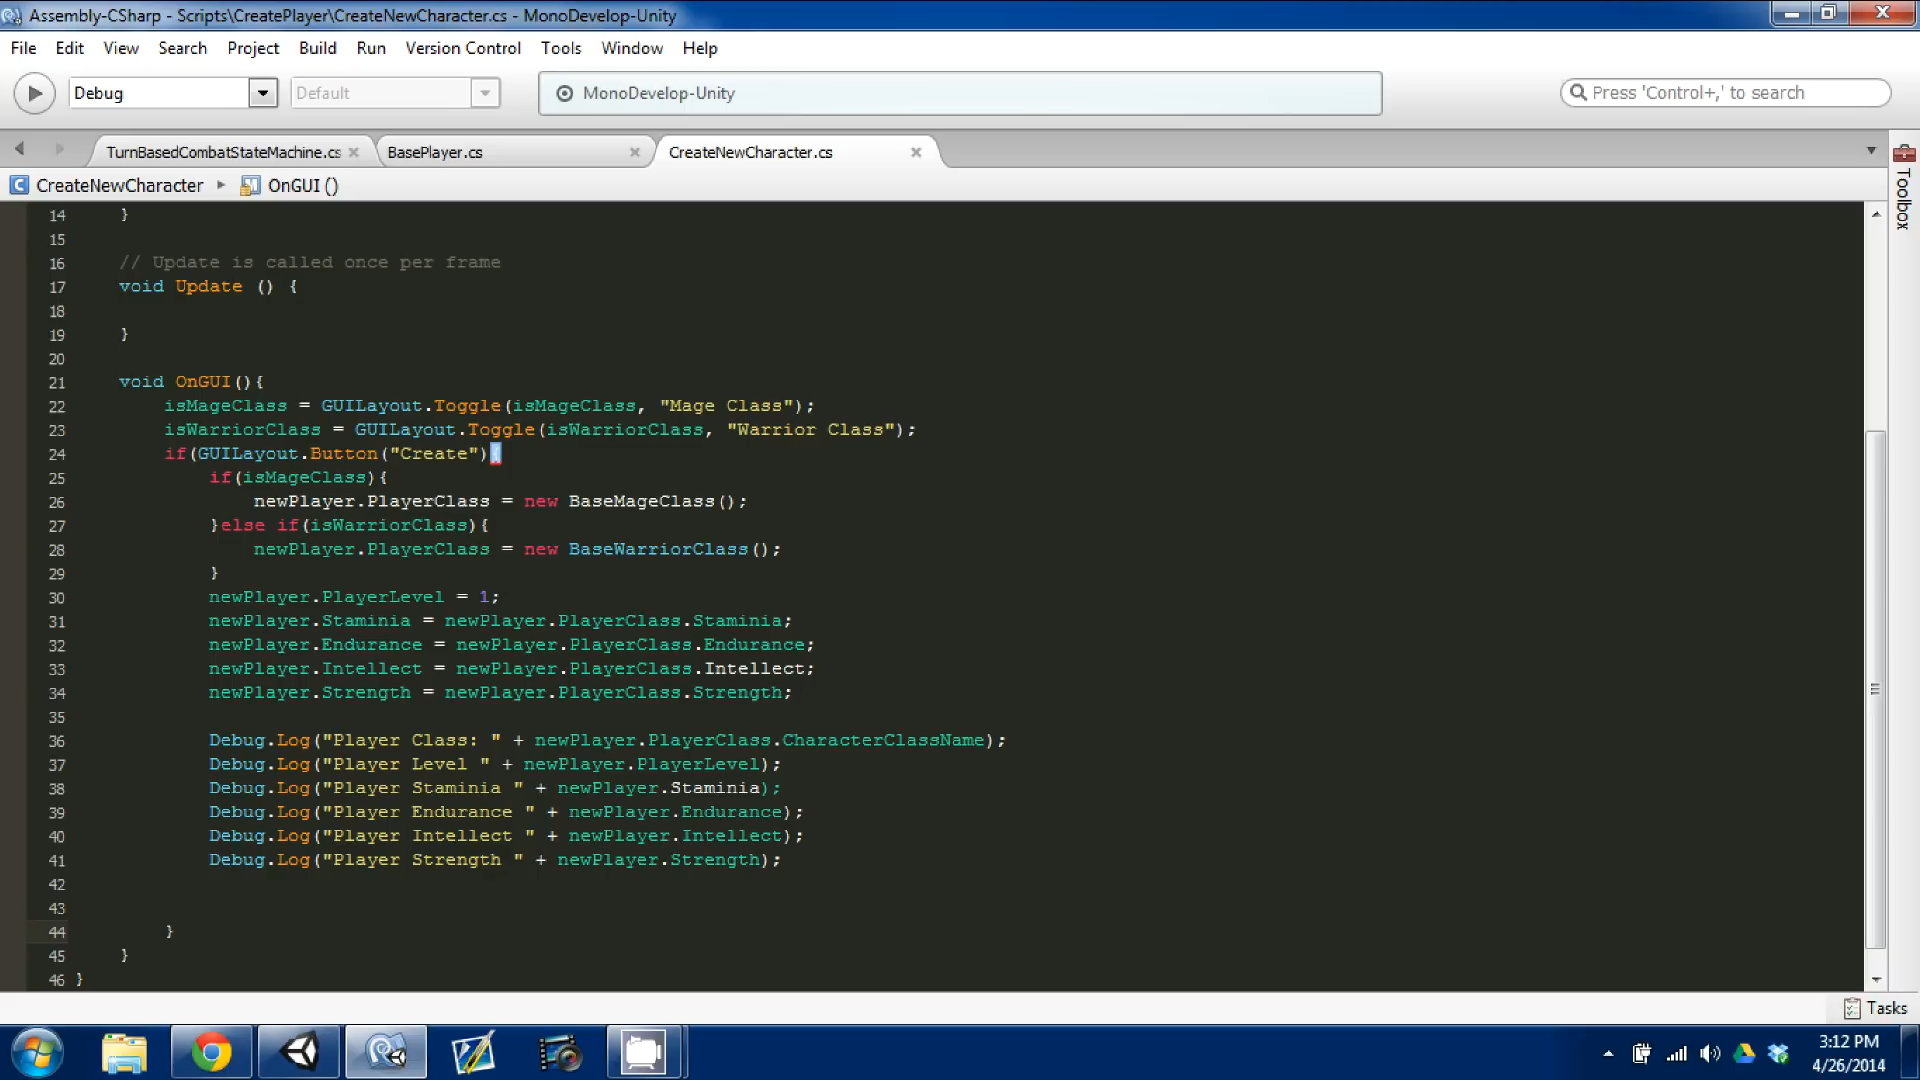 Assembly-CSharp - Scripts\CreatePlayer\CreateNewCharacter.cs - MonoDevelop-Unity
File Edit View Search Project Build Run Version Control Tools Window Help
Debug Default MonoDevelop-Unity Press 'Control+,' to search
TurnBasedCombatStateMachine.cs BasePlayer.cs CreateNewCharacter.cs
CreateNewCharacter OnGUI ()
Toolbox
14 }
15
16 // Update is called once per frame
17 void Update () {
18
19 }
20
21 void OnGUI(){
22 isMageClass = GUILayout.Toggle(isMageClass, "Mage Class");
23 isWarriorClass = GUILayout.Toggle(isWarriorClass, "Warrior Class");
24 if(GUILayout.Button("Create"){
25 if(isMageClass){
26 newPlayer.PlayerClass = new BaseMageClass();
27 }else if(isWarriorClass){
28 newPlayer.PlayerClass = new BaseWarriorClass();
29 }
30 newPlayer.PlayerLevel = 1;
31 newPlayer.Staminia = newPlayer.PlayerClass.Staminia;
32 newPlayer.Endurance = newPlayer.PlayerClass.Endurance;
33 newPlayer.Intellect = newPlayer.PlayerClass.Intellect;
34 newPlayer.Strength = newPlayer.PlayerClass.Strength;
35
36 Debug.Log("Player Class: " + newPlayer.PlayerClass.CharacterClassName);
37 Debug.Log("Player Level " + newPlayer.PlayerLevel);
38 Debug.Log("Player Staminia " + newPlayer.Staminia);
39 Debug.Log("Player Endurance " + newPlayer.Endurance);
40 Debug.Log("Player Intellect " + newPlayer.Intellect);
41 Debug.Log("Player Strength " + newPlayer.Strength);
42
43
44 }
45 }
46 }
Tasks
3:12 PM
4/26/2014